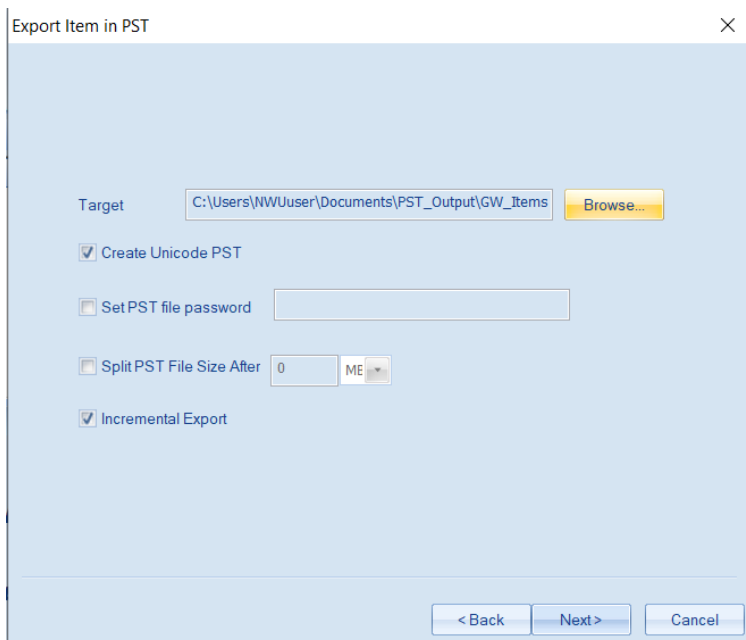 Export Item in PST
Target C:\Users\NWUuser\Documents\PST_Output\GW_Items Browse...
Create Unicode PST
Set PST file password
Split PST File Size After 0 ME
Incremental Export
< Back Next > Cancel